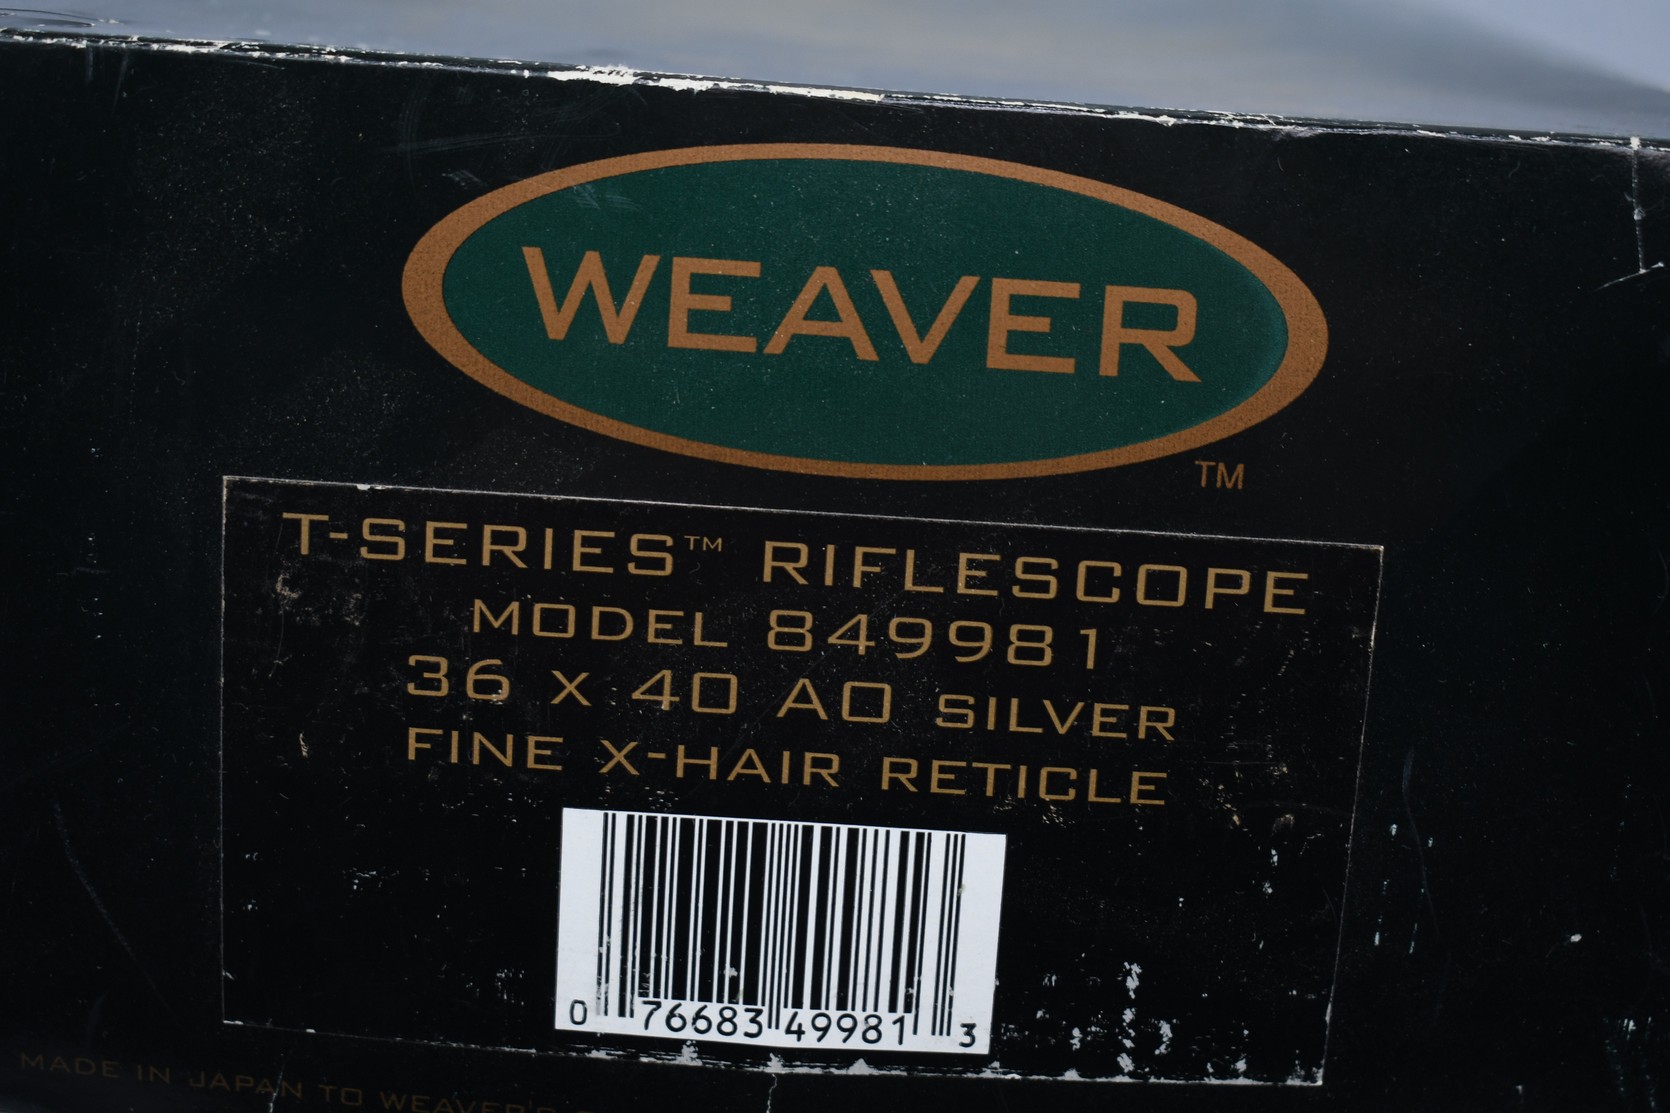 WEAVER
TM
T-SERIES™ RIFLESCOPE
MODEL 849981
36 X 40 AO SILVER
FINE X-HAIR RETICLE
0 76683 49981 3
MADE IN JAPAN TO WEAVER'S